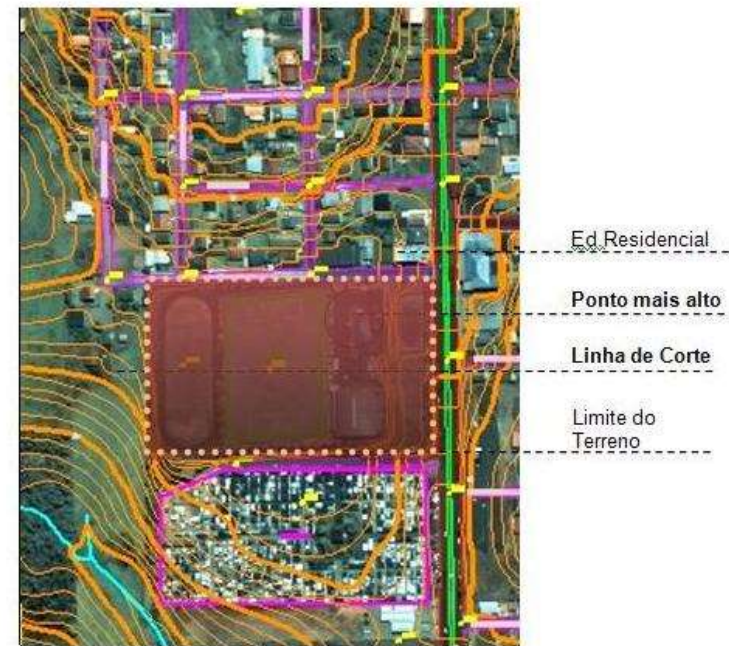 Ed.Residencial
Ponto mais alto
Linha de Corte
Limite do
Terreno